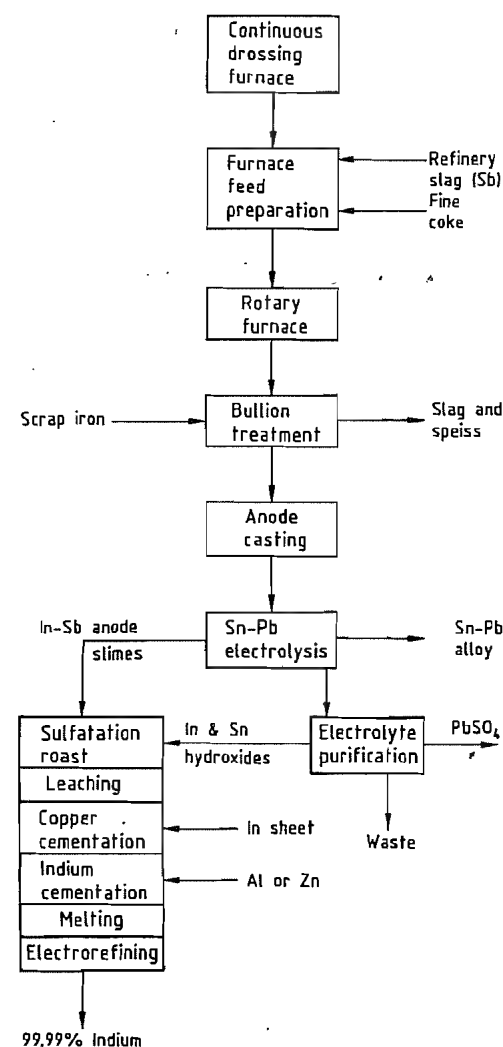 Continuous
drossing
furnace
Furnace
feed
preparation
Refinery
slag (Sb)
Fine
coke
Rotary
furnace
Scrap iron
Bullion
treatment
Slag and
speiss
Anode
casting
In-Sb anode
slimes
Sn-Pb
electrolysis
Sn-Pb
alloy
Sulfatation
roast
In & Sn
hydroxides
Electrolyte
purification
PbSO4
Leaching
Waste
Copper
cementation
In sheet
Indium
cementation
Al or Zn
Melting
Electrorefining
99.99% Indium